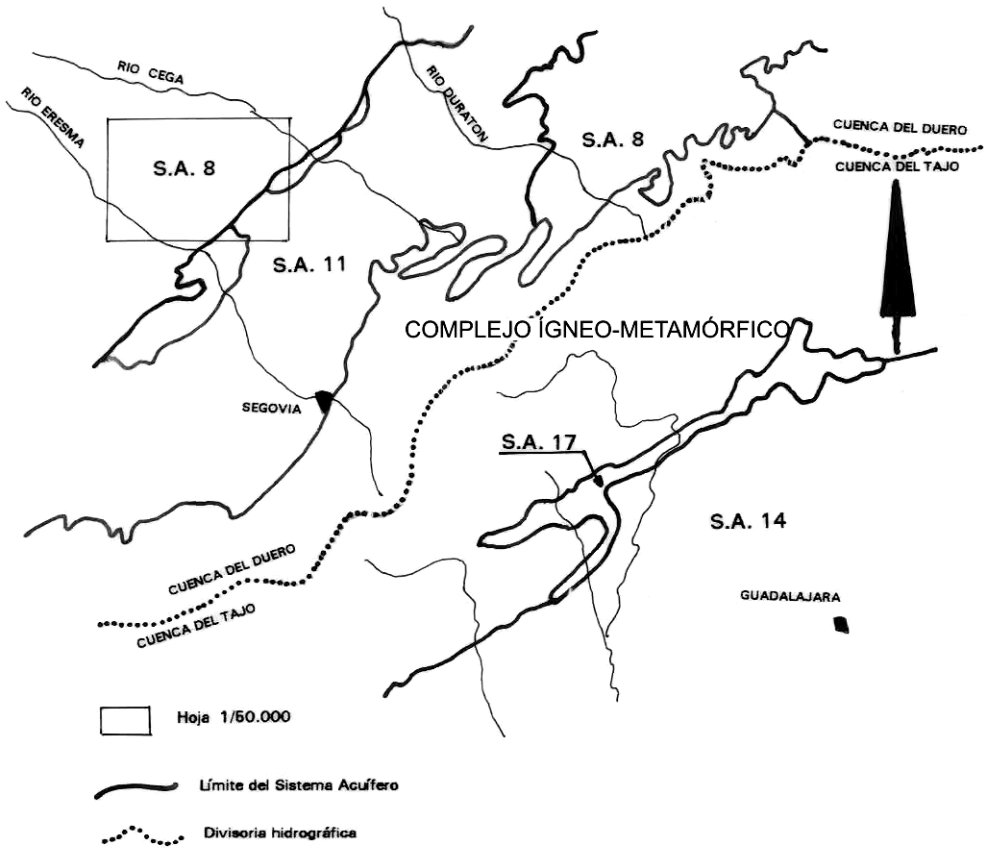 RIO CEGA
RIO ERESMA
RIO DURATON
S.A. 8
S.A. 8
CUENCA DEL DUERO
CUENCA DEL TAJO
S.A. 11
COMPLEJO ÍGNEO-METAMÓRFICO
SEGOVIA
S.A. 17
S.A. 14
CUENCA DEL DUERO
CUENCA DEL TAJO
GUADALAJARA
Hoja 1/50.000
Límite del Sistema Acuífero
Divisoria hidrográfica